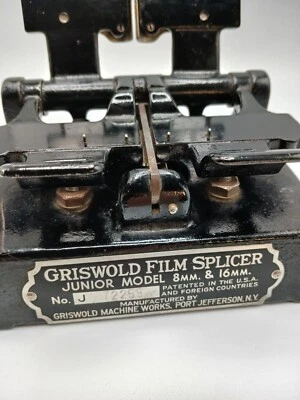 GRISWOLD FILM SPLICER
JUNIOR MODEL 8MM. & 16MM.
No. J PATENTED IN THE U.S.A.
AND FOREIGN COUNTRIES
MANUFACTURED BY
GRISWOLD MACHINE WORKS, PORT JEFFERSON, N.Y.